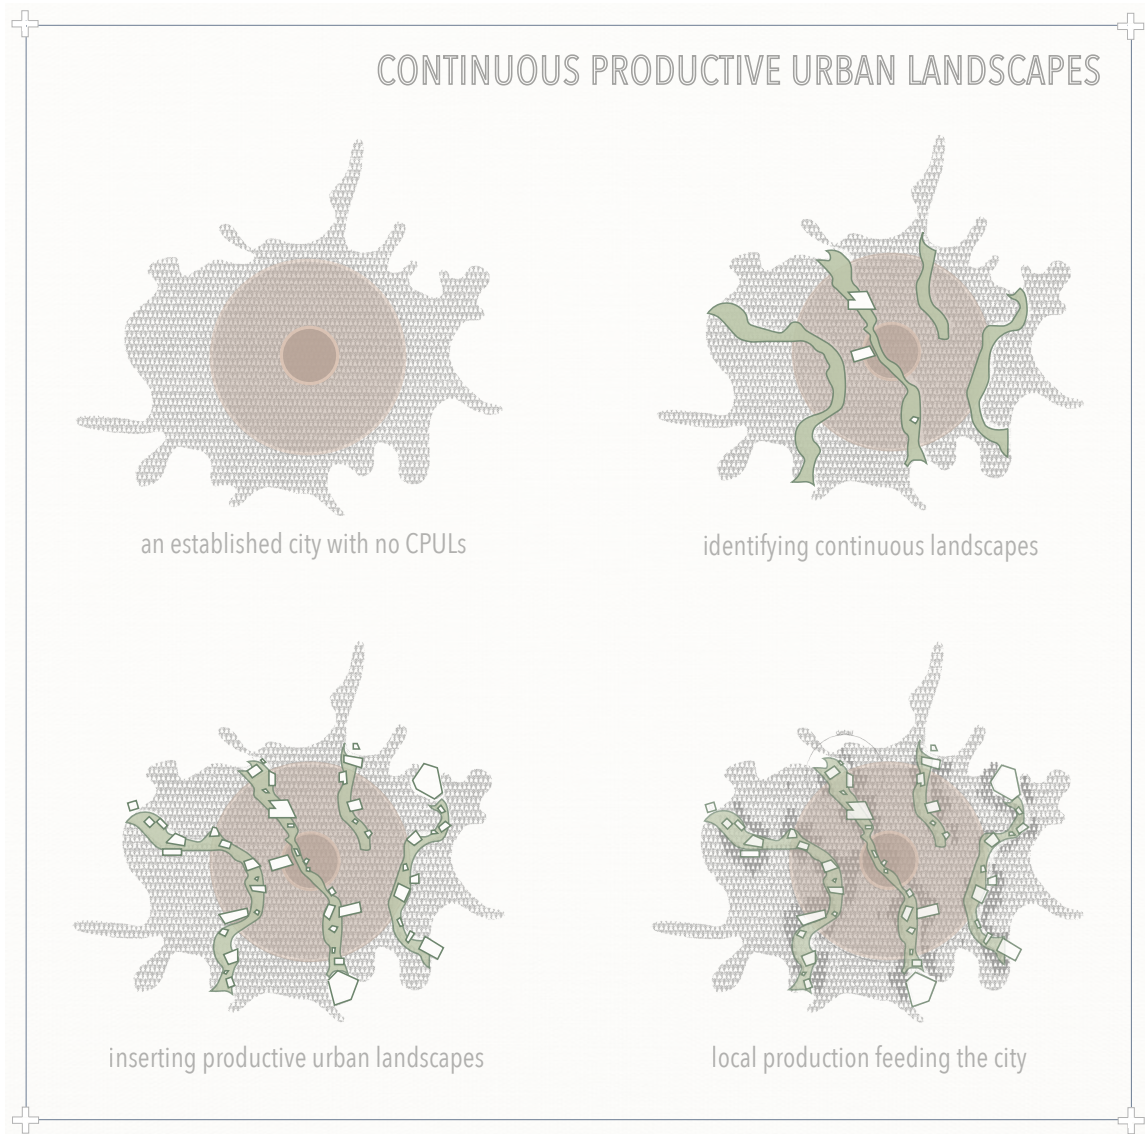 CONTINUOUS PRODUCTIVE URBAN LANDSCAPES
an established city with no CPULs
identifying continuous landscapes
detail
inserting productive urban landscapes
local production feeding the city